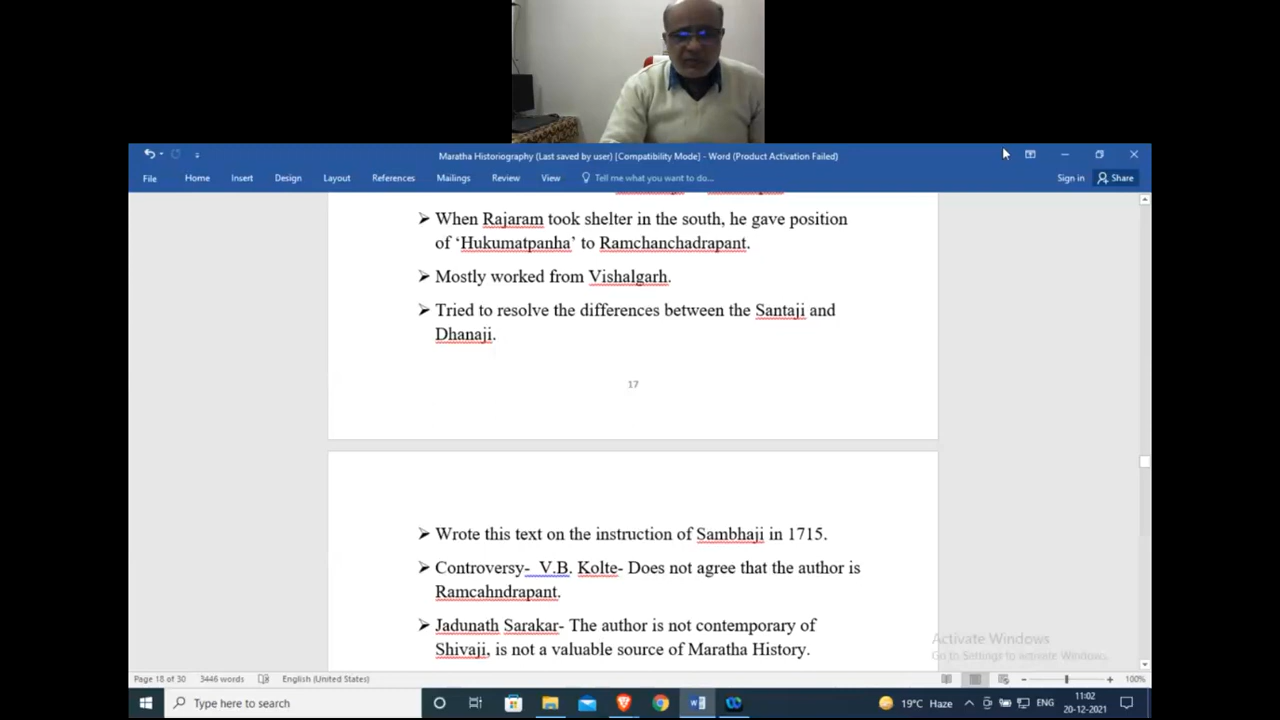 Maratha Historiography (Last saved by user) [Compatibility Mode] - Word (Product Activation Failed)
File Home Insert Design Layout References Mailings Review View Tell me what you want to do... Sign in Share
When Rajaram took shelter in the south, he gave position
of ‘Hukumatpanha’ to Ramchanchadrapant.
Mostly worked from Vishalgarh.
Tried to resolve the differences between the Santaji and
Dhanaji.
17
Wrote this text on the instruction of Sambhaji in 1715.
Controversy- V.B. Kolte- Does not agree that the author is
Ramcahndrapant.
Jadunath Sarakar- The author is not contemporary of
Shivaji, is not a valuable source of Maratha History.
Activate Windows
Go to Settings to activate Windows.
Page 18 of 30 3446 words English (United States) 100%
Type here to search 19°C Haze ENG 11:02
20-12-2021